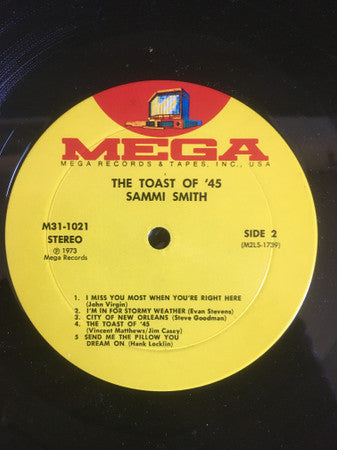 MEGA
MEGA RECORDS & TAPES, INC., USA
THE TOAST OF '45
SAMMI SMITH
M31-1021
STEREO
℗ 1973
Mega Records
SIDE 2
(M2LS-1739)
1. I MISS YOU MOST WHEN YOU'RE RIGHT HERE
(John Virgin)
2. I'M IN FOR STORMY WEATHER (Evan Stevens)
3. CITY OF NEW ORLEANS (Steve Goodman)
4. THE TOAST OF '45
(Vincent Matthews/Jim Casey)
5 SEND ME THE PILLOW YOU
DREAM ON (Hank Locklin)